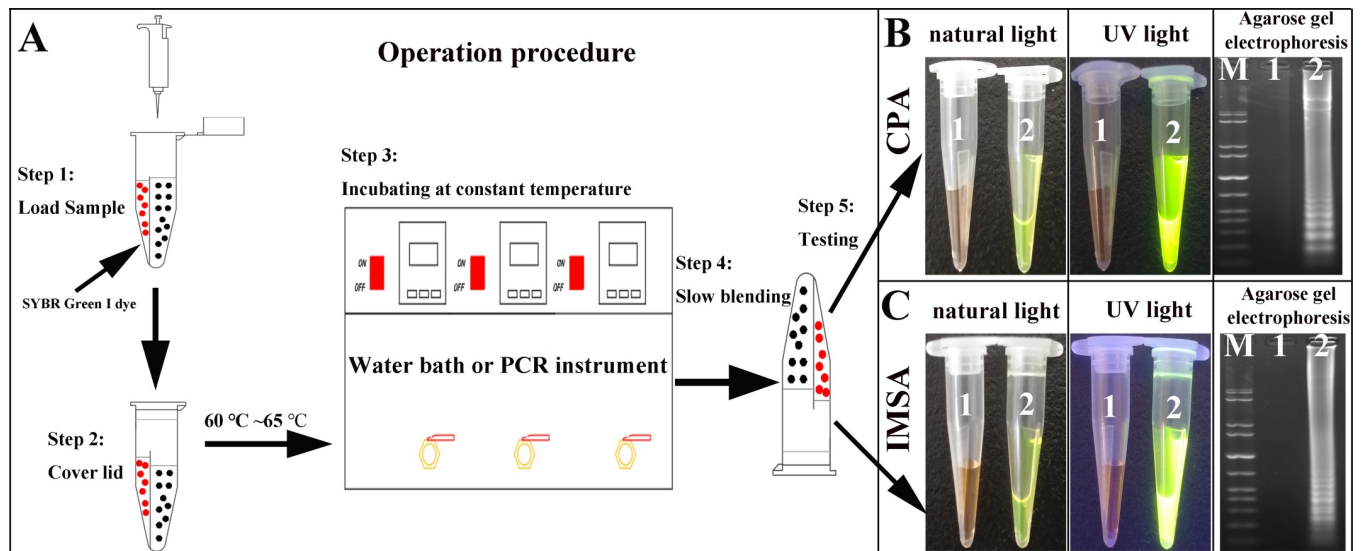 A
Operation procedure
Step 1:
Load Sample
SYBR Green I dye
Step 2:
Cover lid
60 ℃ ~65 ℃
Step 3:
Incubating at constant temperature
ON
OFF
ON
OFF
ON
OFF
Water bath or PCR instrument
Step 4:
Slow blending
Step 5:
Testing
B
natural light
UV light
Agarose gel
electrophoresis
CPA
1
2
1
2
M 1 2
C
natural light
UV light
Agarose gel
electrophoresis
IMSA
1
2
1
2
M 1 2